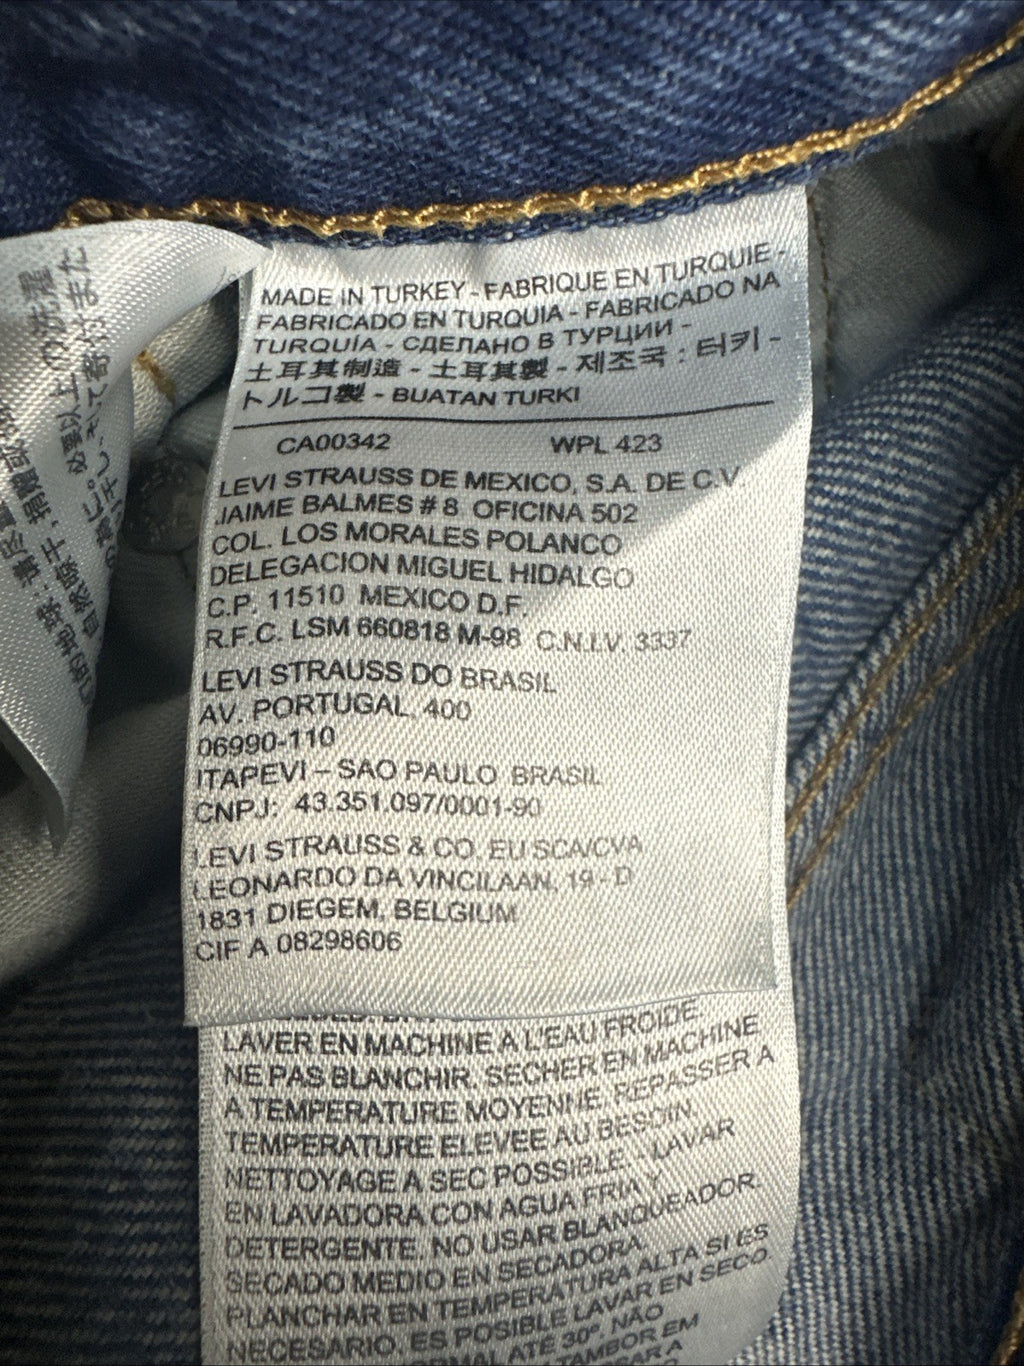 MADE IN TURKEY - FABRIQUE EN TURQUIE -
FABRICADO EN TURQUIA - FABRICADO NA
TURQUÍA - СДЕЛАНО В ТУРЦИИ -
土耳其制造 - 土耳其製 - 제조국 : 터키 -
トルコ製 - BUATAN TURKI
CA00342 WPL 423
LEVI STRAUSS DE MEXICO, S.A. DE C.V.
JAIME BALMES # 8 OFICINA 502
COL. LOS MORALES POLANCO
DELEGACION MIGUEL HIDALGO
C.P. 11510 MEXICO D.F.
R.F.C. LSM 660818 M-98 C.N.I.V. 3337
LEVI STRAUSS DO BRASIL
AV. PORTUGAL, 400
06990-110
ITAPEVI – SAO PAULO BRASIL
CNPJ: 43.351.097/0001-90
LEVI STRAUSS & CO. EU SCA/CVA
LEONARDO DA VINCILAAN, 19 - D
1831 DIEGEM, BELGIUM
CIF A 08298606
LAVER EN MACHINE A L'EAU FROIDE.
NE PAS BLANCHIR. SECHER EN MACHINE
A TEMPERATURE MOYENNE. REPASSER A
TEMPERATURE ELEVEE AU BESOIN.
NETTOYAGE A SEC POSSIBLE. - LAVAR
EN LAVADORA CON AGUA FRIA Y
DETERGENTE. NO USAR BLANQUEADOR.
SECADO MEDIO EN SECADORA.
PLANCHAR EN TEMPERATURA ALTA SI ES
NECESARIO. ES POSIBLE LAVAR EN SECO.
NORMAL ATÉ 30º. NÃO
TAMBOR EM